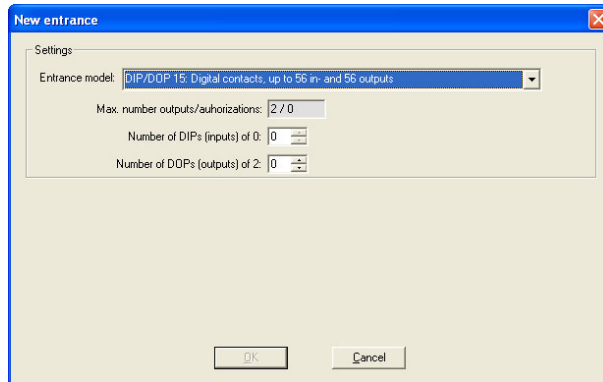 New entrance
Settings
Entrance model: DIP/DOP 15: Digital contacts, up to 56 in- and 56 outputs
Max. number outputs/auhorizations: 2 / 0
Number of DIPs (inputs) of 0: 0
Number of DOPs (outputs) of 2: 0
OK Cancel